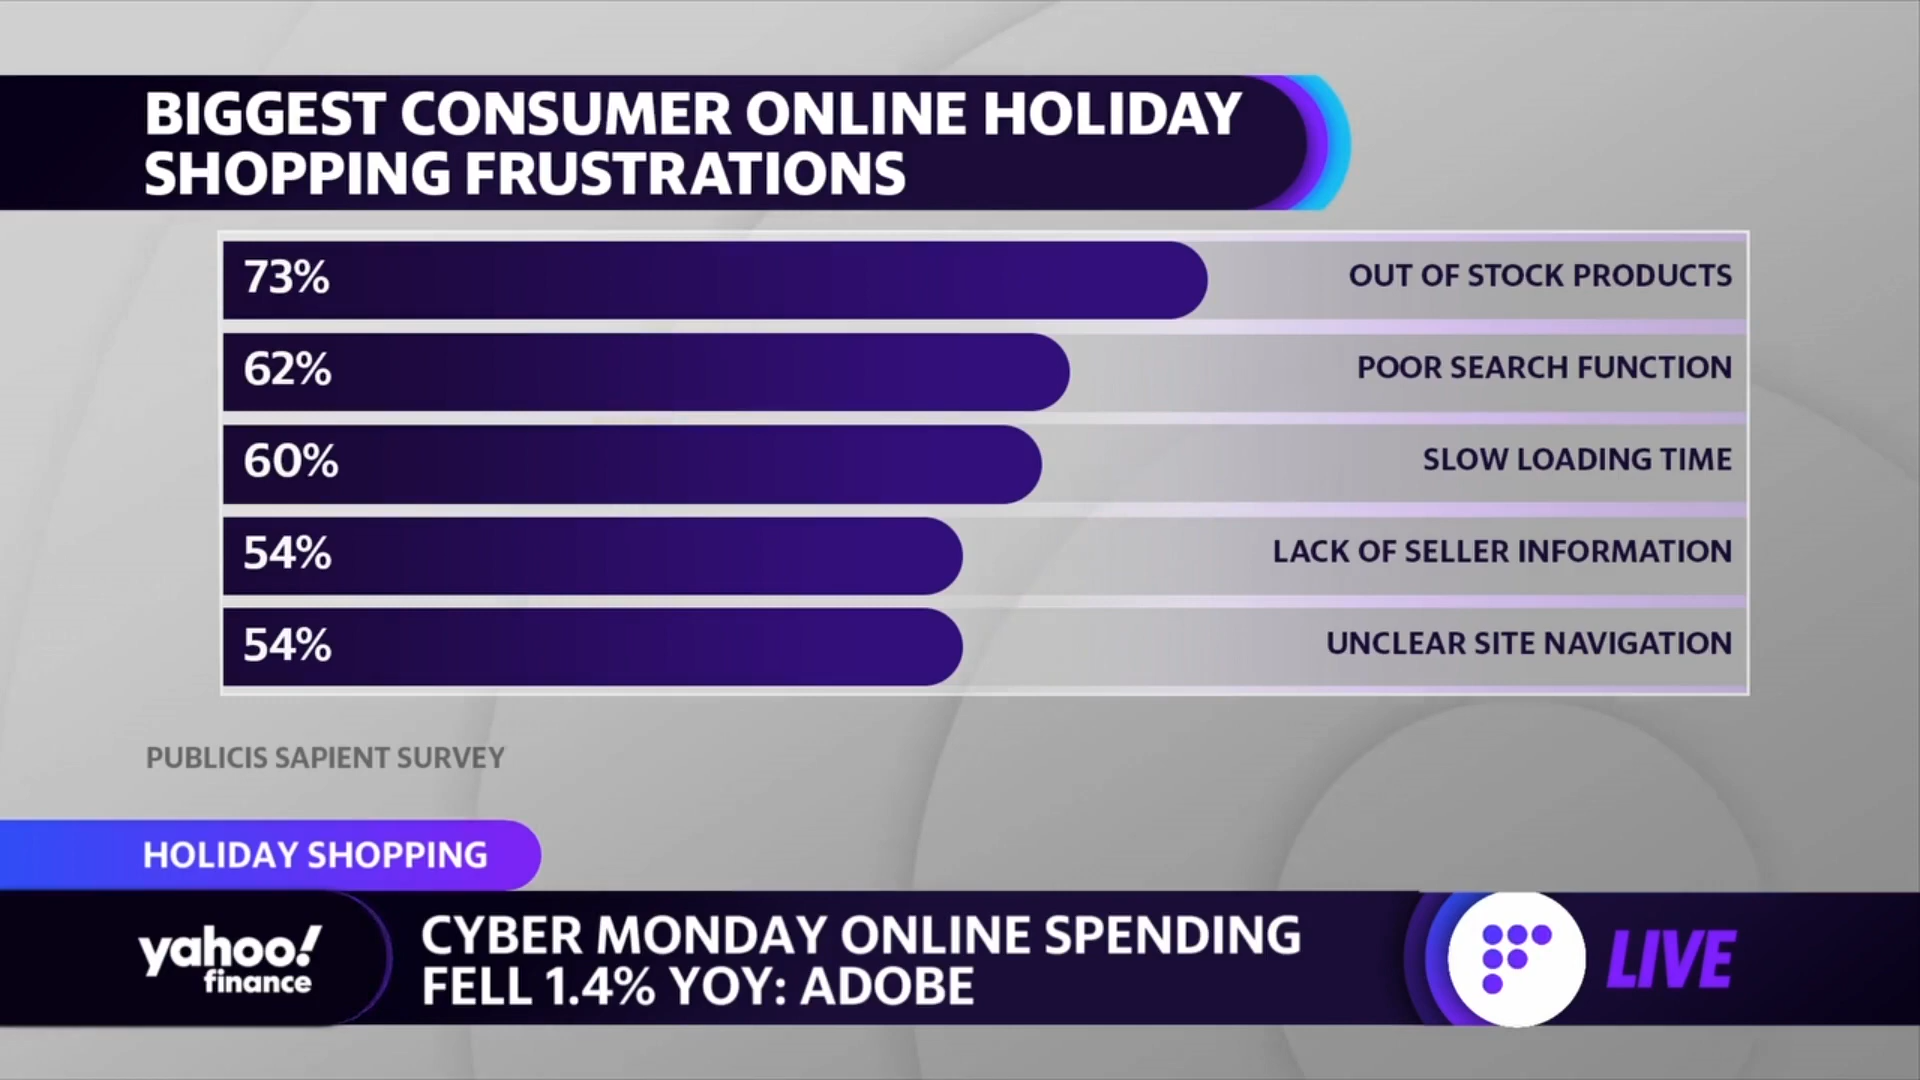 BIGGEST CONSUMER ONLINE HOLIDAY
SHOPPING FRUSTRATIONS
73% OUT OF STOCK PRODUCTS
62% POOR SEARCH FUNCTION
60% SLOW LOADING TIME
54% LACK OF SELLER INFORMATION
54% UNCLEAR SITE NAVIGATION
PUBLICIS SAPIENT SURVEY
HOLIDAY SHOPPING
yahoo!
finance
CYBER MONDAY ONLINE SPENDING
FELL 1.4% YOY: ADOBE
LIVE